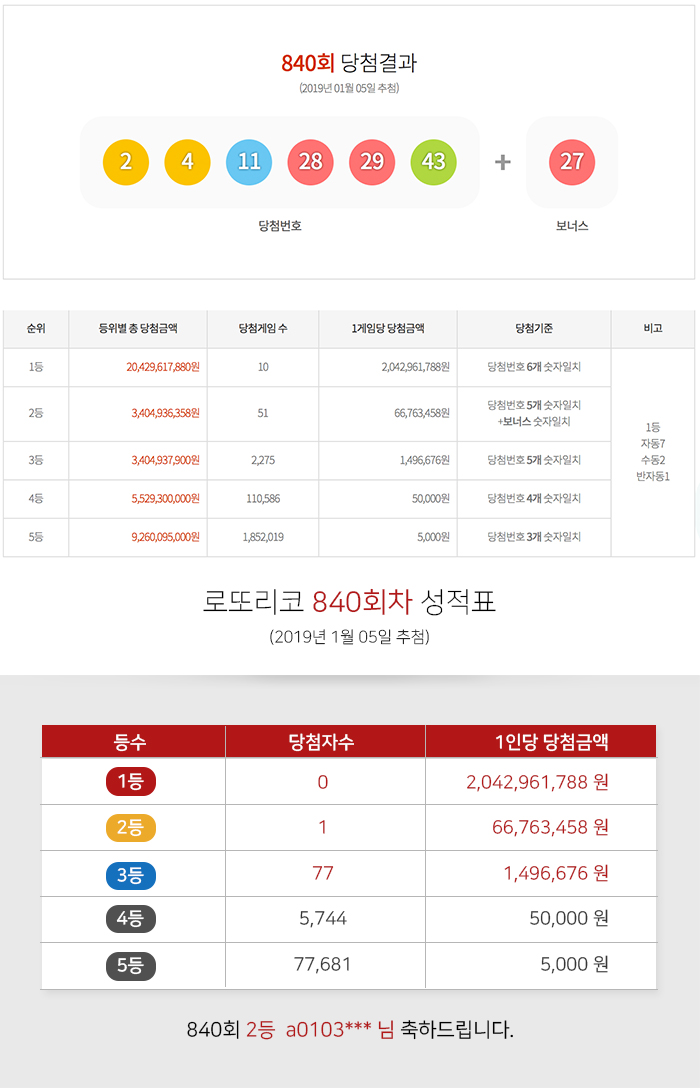 840회 당첨결과
(2019년 01월 05일 추첨)
2 4 11 28 29 43 + 27
당첨번호 보너스
순위 등위별 총 당첨금액 당첨게임 수 1게임당 당첨금액 당첨기준 비고
1등 20,429,617,880원 10 2,042,961,788원 당첨번호 6개 숫자일치
2등 3,404,936,358원 51 66,763,458원 당첨번호 5개 숫자일치
+보너스 숫자일치
3등 3,404,937,900원 2,275 1,496,676원 당첨번호 5개 숫자일치
4등 5,529,300,000원 110,586 50,000원 당첨번호 4개 숫자일치
5등 9,260,095,000원 1,852,019 5,000원 당첨번호 3개 숫자일치
1등
자동7
수동2
반자동1
로또리코 840회차 성적표
(2019년 1월 05일 추첨)
등수 당첨자수 1인당 당첨금액
1등 0 2,042,961,788 원
2등 1 66,763,458 원
3등 77 1,496,676 원
4등 5,744 50,000 원
5등 77,681 5,000 원
840회 2등 a0103*** 님 축하드립니다.